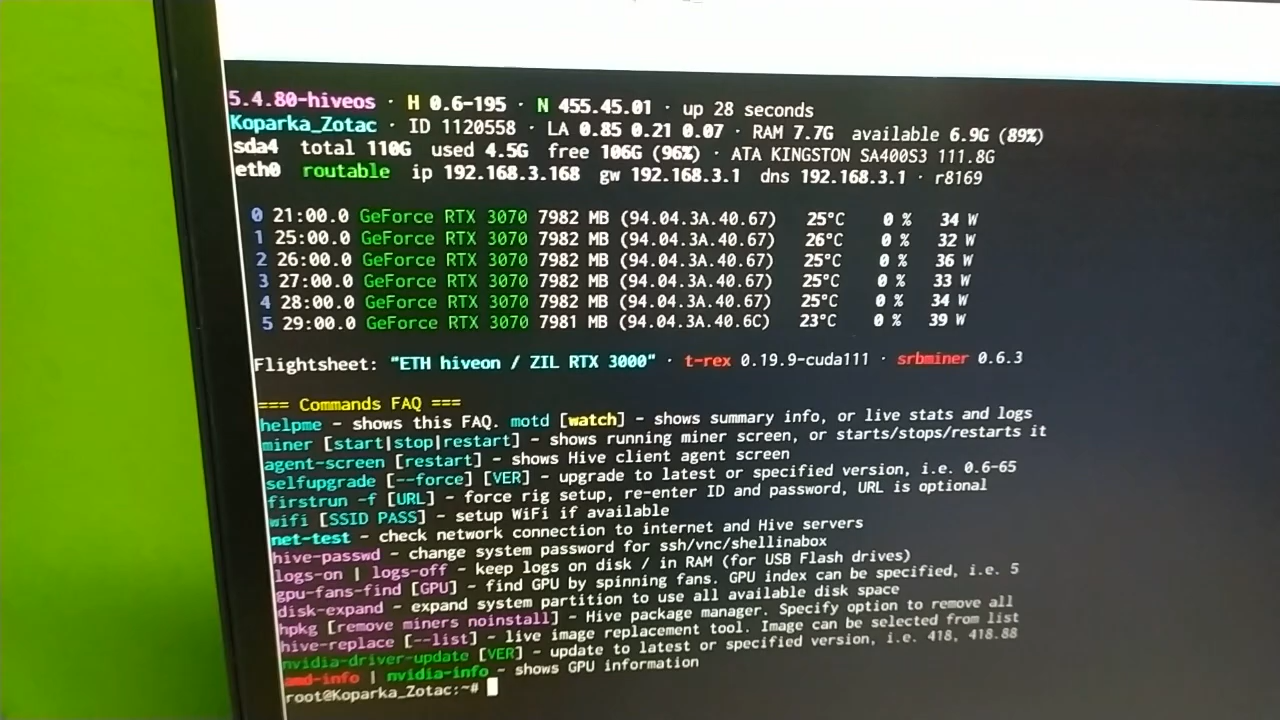 5.4.80-hiveos · H 0.6-195 · N 455.45.01 · up 28 seconds
Koparka_Zotac · ID 1120558 · LA 0.85 0.21 0.07 · RAM 7.7G available 6.9G (89%)
sda4 total 110G used 4.5G free 106G (96%) · ATA KINGSTON SA400S3 111.8G
eth0 routable ip 192.168.3.168 gw 192.168.3.1 dns 192.168.3.1 · r8169
0 21:00.0 GeForce RTX 3070 7982 MB (94.04.3A.40.67) 25°C 0 % 34 W
1 25:00.0 GeForce RTX 3070 7982 MB (94.04.3A.40.67) 26°C 0 % 32 W
2 26:00.0 GeForce RTX 3070 7982 MB (94.04.3A.40.67) 25°C 0 % 36 W
3 27:00.0 GeForce RTX 3070 7982 MB (94.04.3A.40.67) 25°C 0 % 33 W
4 28:00.0 GeForce RTX 3070 7982 MB (94.04.3A.40.67) 25°C 0 % 34 W
5 29:00.0 GeForce RTX 3070 7981 MB (94.04.3A.40.6C) 23°C 0 % 39 W
Flightsheet: "ETH hiveon / ZIL RTX 3000" · t-rex 0.19.9-cuda111 · srbminer 0.6.3
=== Commands FAQ ===
helpme - shows this FAQ. motd [watch] - shows summary info, or live stats and logs
miner [start|stop|restart] - shows running miner screen, or starts/stops/restarts it
agent-screen [restart] - shows Hive client agent screen
selfupgrade [--force] [VER] - upgrade to latest or specified version, i.e. 0.6-65
firstrun -f [URL] - force rig setup, re-enter ID and password, URL is optional
wifi [SSID PASS] - setup WiFi if available
net-test - check network connection to internet and Hive servers
hive-passwd - change system password for ssh/vnc/shellinabox
logs-on | logs-off - keep logs on disk / in RAM (for USB Flash drives)
gpu-fans-find [GPU] - find GPU by spinning fans. GPU index can be specified, i.e. 5
disk-expand - expand system partition to use all available disk space
hpkg [remove miners noinstall] - Hive package manager. Specify option to remove all
hive-replace [--list] - live image replacement tool. Image can be selected from list
nvidia-driver-update [VER] - update to latest or specified version, i.e. 418, 418.88
amd-info | nvidia-info - shows GPU information
root@Koparka_Zotac:~#